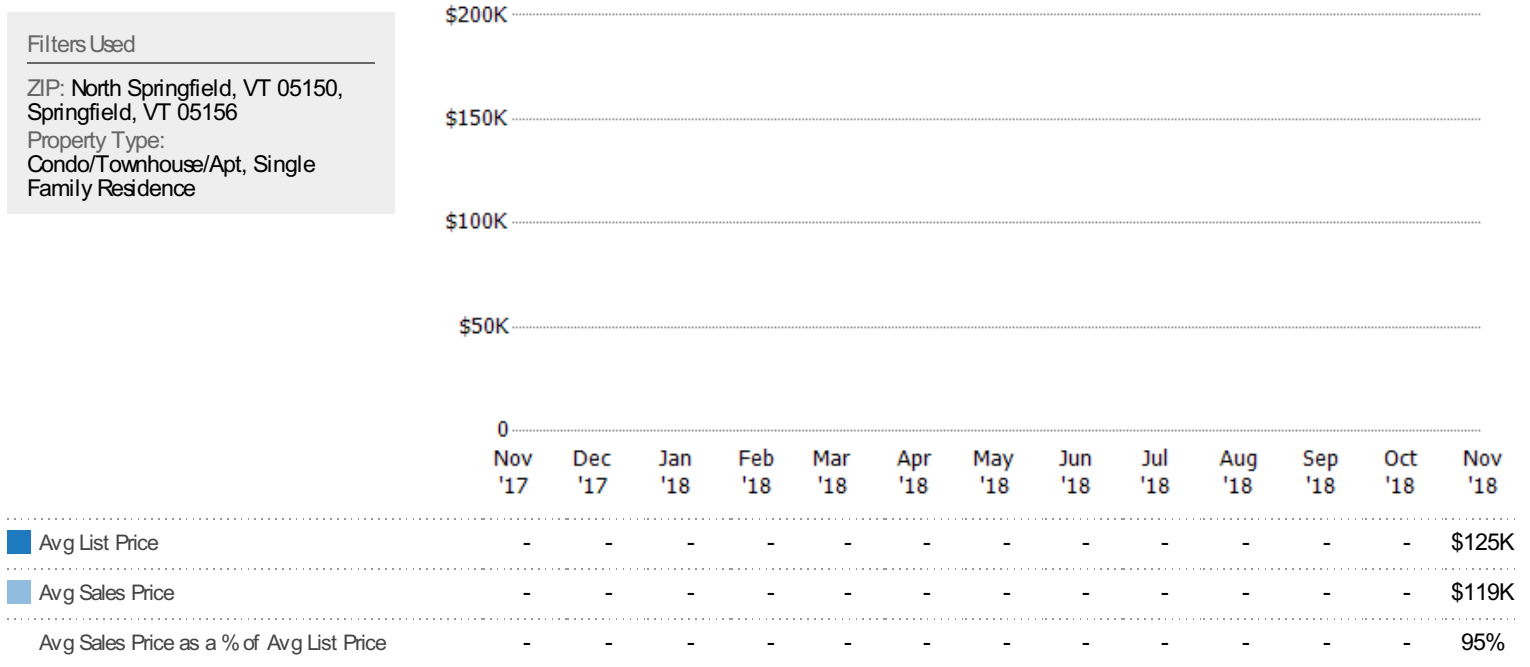 Filters Used
ZIP: North Springfield, VT 05150,
Springfield, VT 05156
Property Type:
Condo/Townhouse/Apt, Single
Family Residence
$200K
$150K
$100K
$50K
0
Nov Dec Jan Feb Mar Apr May Jun Jul Aug Sep Oct Nov
'17 '17 '18 '18 '18 '18 '18 '18 '18 '18 '18 '18 '18
Avg List Price - - - - - - - - - - - - $125K
Avg Sales Price - - - - - - - - - - - - $119K
Avg Sales Price as a % of Avg List Price - - - - - - - - - - - - 95%